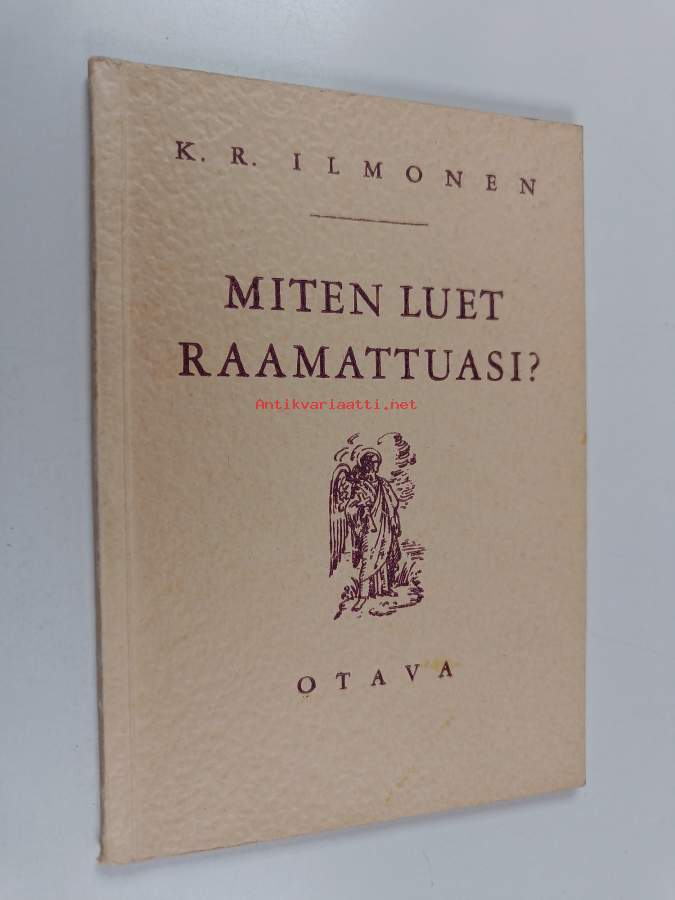 K. R. ILMONEN
MITEN LUET
RAAMATTUASI?
Antikvariaatti.net
OTAVA